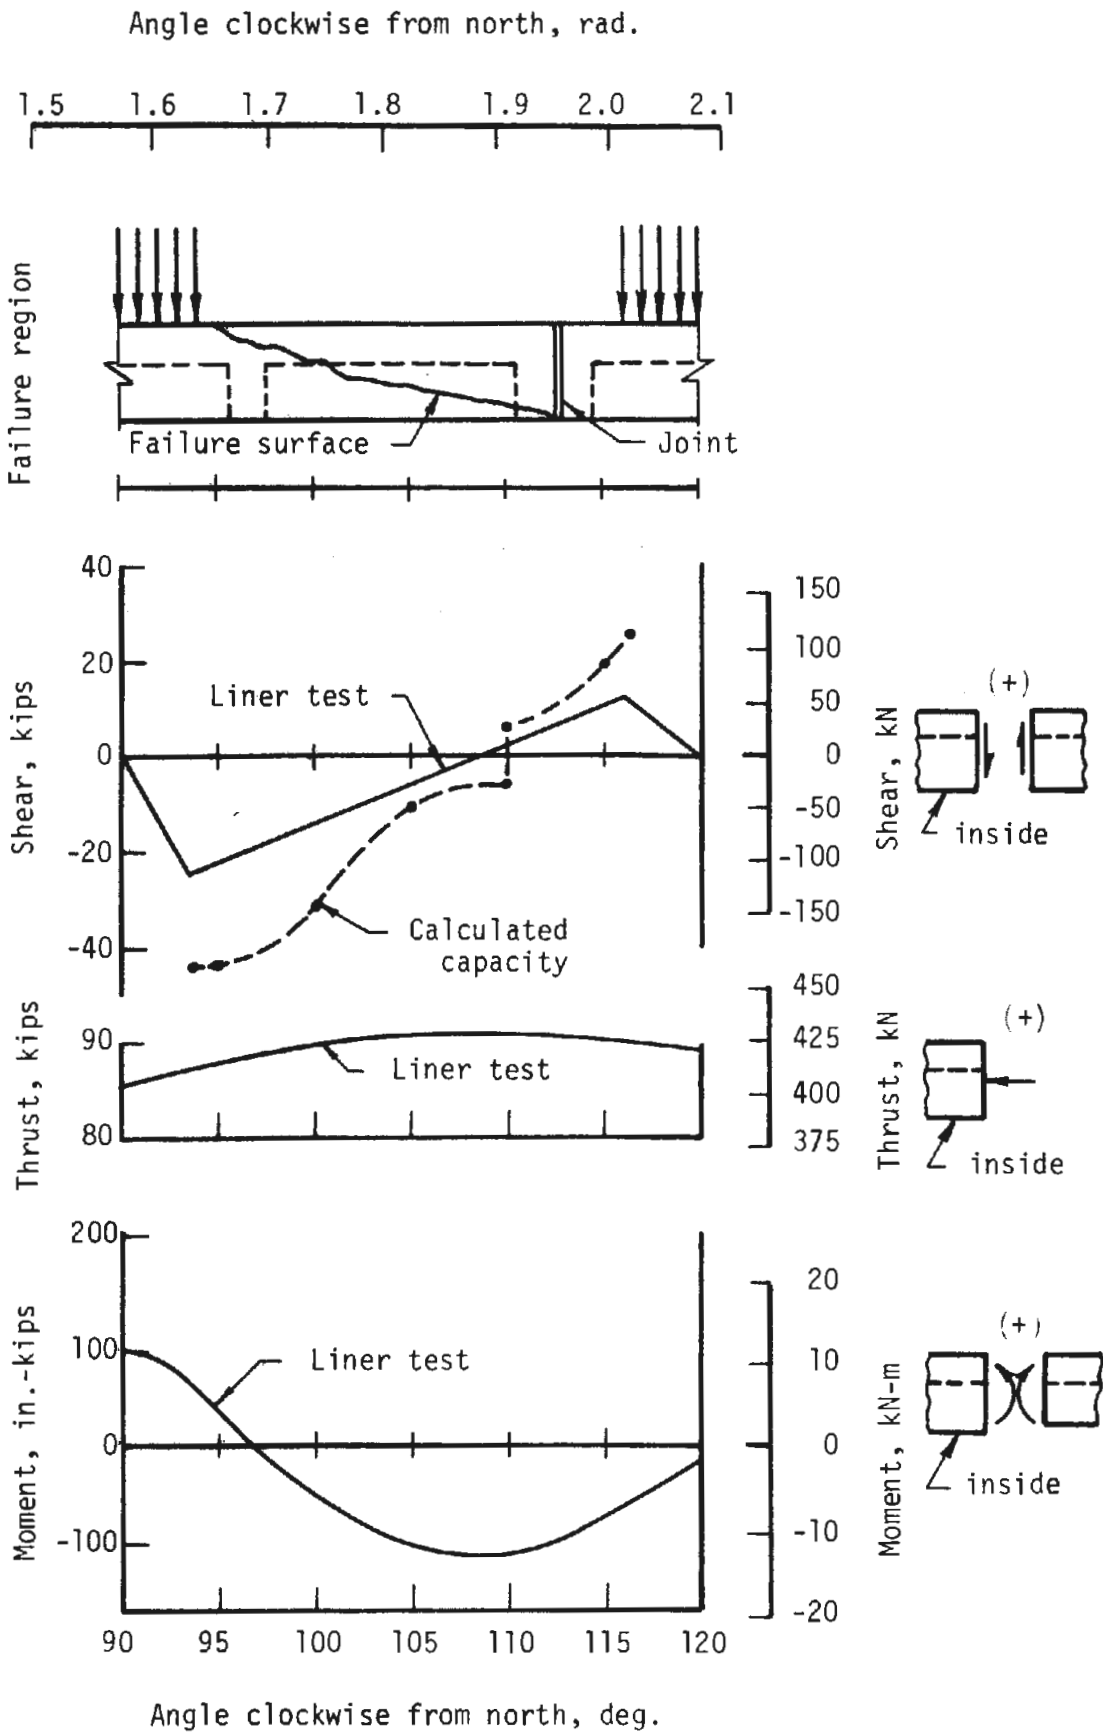 Angle clockwise from north, rad.
1.5 1.6 1.7 1.8 1.9 2.0 2.1
Failure region
Failure surface
Joint
Shear, kips
40
20
0
-20
-40
Liner test
Calculated
capacity
150
100
50
0
-50
-100
-150
Shear, kN
(+)
inside
Thrust, kips
90
80
Liner test
450
425
400
375
Thrust, kN
(+)
inside
Moment, in.-kips
200
100
0
-100
Liner test
20
10
0
-10
-20
Moment, kN-m
(+)
inside
90 95 100 105 110 115 120
Angle clockwise from north, deg.